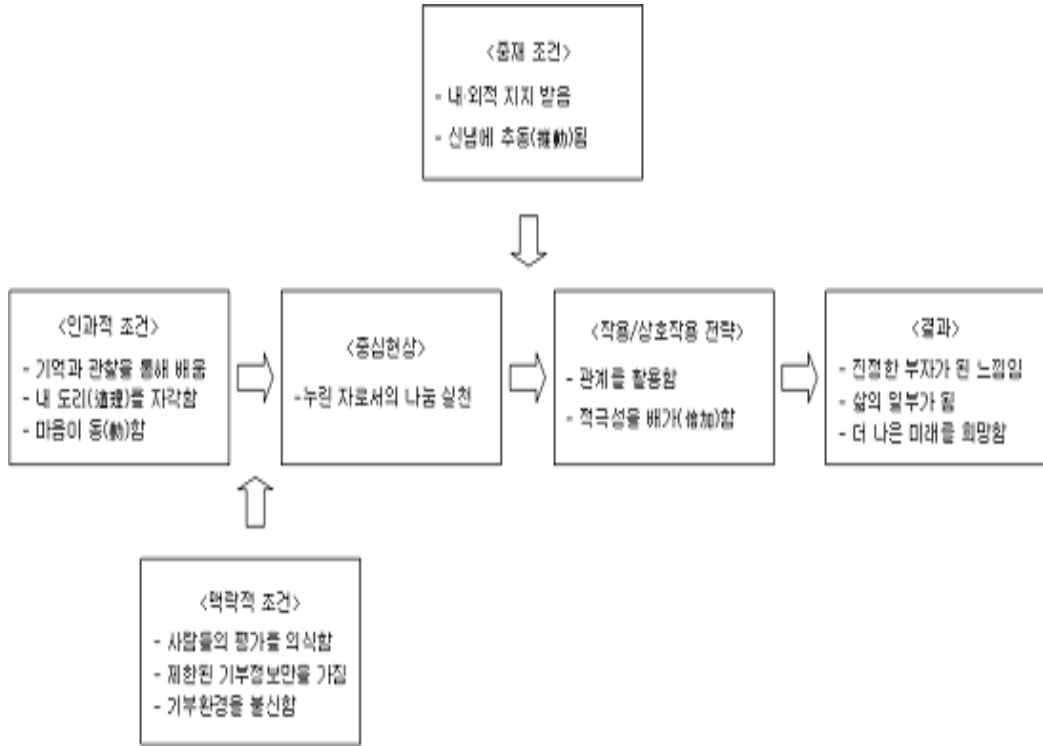 <중재 조건>
- 내·외적 지지 받음
- 신념에 추동(推動)됨
<인과적 조건>
- 기억과 관찰을 통해 배움
- 내 도리(道理)를 자각함
- 마음이 동(動)함
<중심현상>
-누린 자로서의 나눔 실천
<작용/상호작용 전략>
- 관계를 활용함
- 적극성을 배가(倍加)함
<결과>
- 진정한 부자가 된 느낌임
- 삶의 일부가 됨
- 더 나은 미래를 희망함
<맥락적 조건>
- 사람들의 평가를 의식함
- 제한된 기부정보만을 가짐
- 기부환경을 불신함